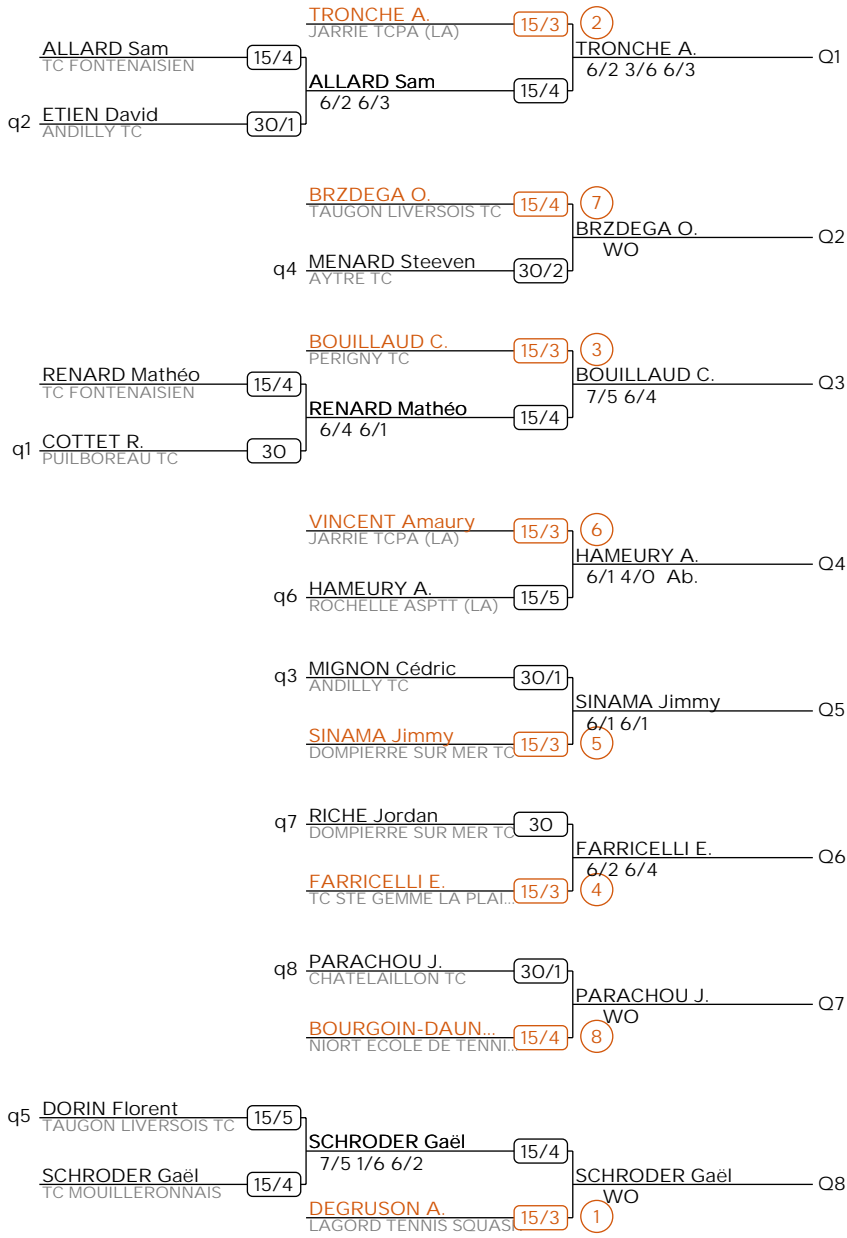 TRONCHE A. 15/3 2
JARRIE TCPA (LA)
ALLARD Sam 15/4
TC FONTENAISIEN
TRONCHE A. Q1
6/2 3/6 6/3
ALLARD Sam 15/4
6/2 6/3
q2 ETIEN David 30/1
ANDILLY TC
BRZDEGA O. 15/4 7
TAUGON LIVERSOIS TC
BRZDEGA O. Q2
WO
q4 MENARD Steeven 30/2
AYTRE TC
BOUILLAUD C. 15/3 3
PERIGNY TC
RENARD Mathéo 15/4
TC FONTENAISIEN
BOUILLAUD C. Q3
7/5 6/4
RENARD Mathéo 15/4
6/4 6/1
q1 COTTET R. 30
PUILBOREAU TC
VINCENT Amaury 15/3 6
JARRIE TCPA (LA)
HAMEURY A. Q4
6/1 4/0 Ab.
q6 HAMEURY A. 15/5
ROCHELLE ASPTT (LA)
q3 MIGNON Cédric 30/1
ANDILLY TC
SINAMA Jimmy Q5
6/1 6/1
SINAMA Jimmy 15/3 5
DOMPIERRE SUR MER TC
q7 RICHE Jordan 30
DOMPIERRE SUR MER TC
FARRICELLI E. Q6
6/2 6/4
FARRICELLI E. 15/3 4
TC STE GEMME LA PLAI...
q8 PARACHOU J. 30/1
CHATELAILLON TC
PARACHOU J. Q7
WO
BOURGOIN-DAUN... 15/4 8
NIORT ECOLE DE TENNI...
q5 DORIN Florent 15/5
TAUGON LIVERSOIS TC
SCHRODER Gaël 15/4
7/5 1/6 6/2
SCHRODER Gaël 15/4
TC MOUILLERONNAIS
SCHRODER Gaël Q8
WO
DEGRUSON A. 15/3 1
LAGORD TENNIS SQUASH